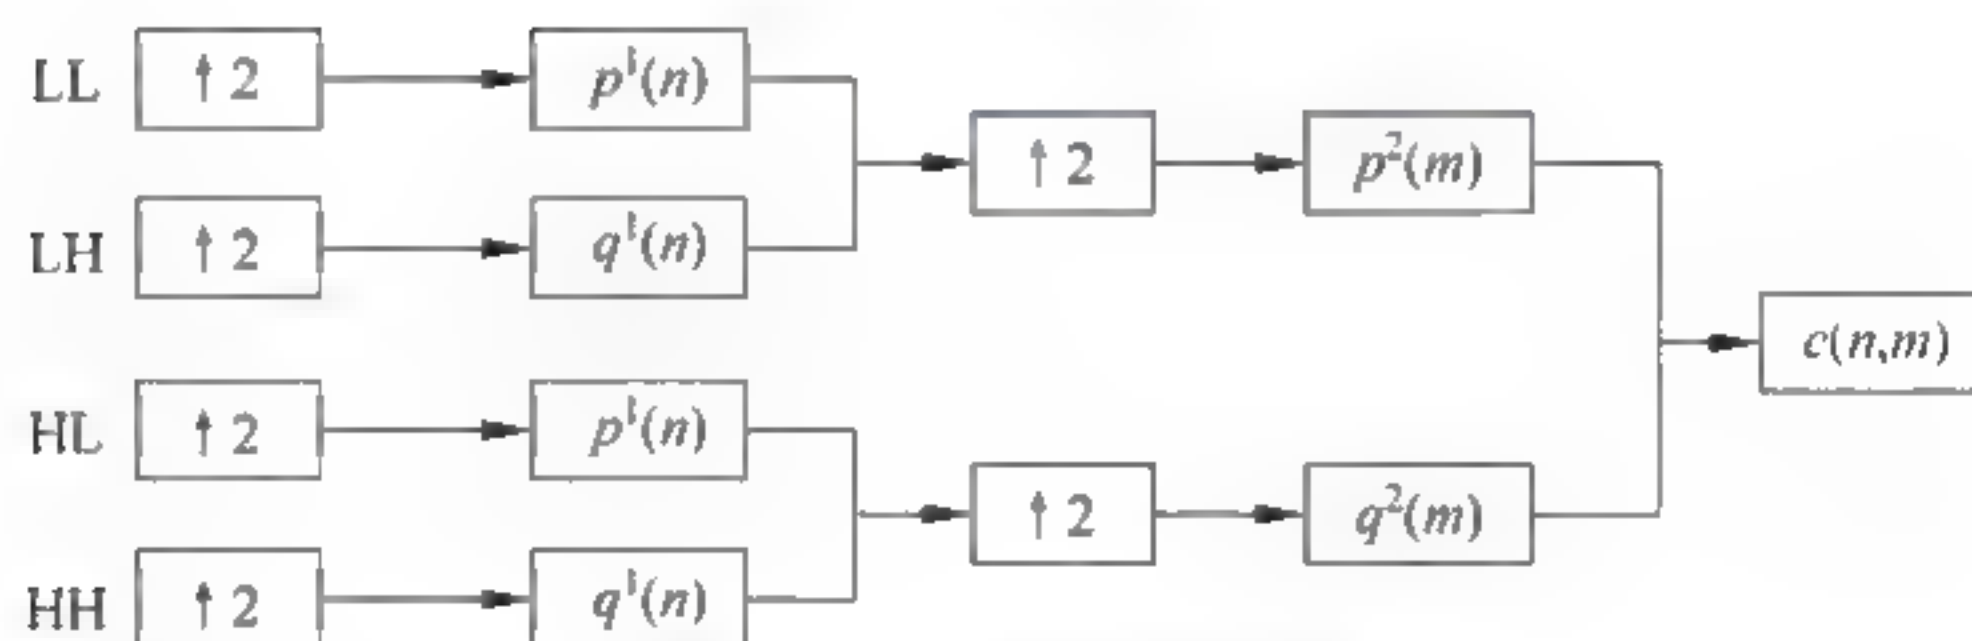 LL ↑ 2 p¹(n)
↑ 2 p²(m)
LH ↑ 2 q¹(n)
c(n,m)
HL ↑ 2 p¹(n)
↑ 2 q²(m)
HH ↑ 2 q¹(n)